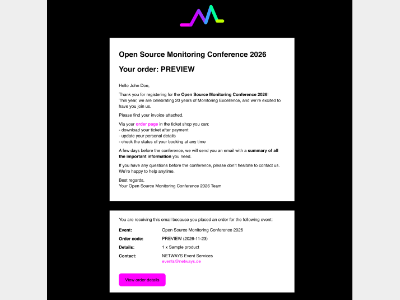 Open Source Monitoring Conference 2026
Your order: PREVIEW
Hello John Doe,
Thank you for registering for the Open Source Monitoring Conference 2026!
This year, we are celebrating 20 years of Monitoring Excellence, and we're excited to
have you join us.
Please find your invoice attached.
Via your order page in the ticket shop you can:
- download your ticket after payment
- update your personal details
- check the status of your booking at any time
A few days before the conference, we will send you an email with a summary of all
the important information you need.
If you have any questions before the conference, please don't hesitate to contact us.
We're happy to help anytime.
Best regards,
Your Open Source Monitoring Conference 2026 Team
You are receiving this email because you placed an order for the following event:
Event: Open Source Monitoring Conference 2026
Order code: PREVIEW (2026-11-03)
Details: 1 x Sample product
Contact: NETWAYS Event Services
events@netways.de
View order details